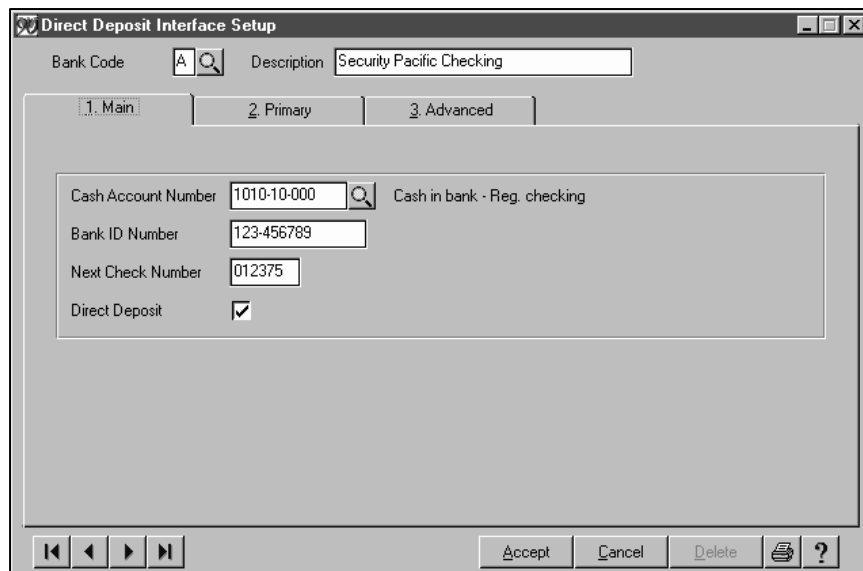 Direct Deposit Interface Setup
Bank Code A Description Security Pacific Checking
1. Main 2. Primary 3. Advanced
Cash Account Number 1010-10-000 Cash in bank - Reg. checking
Bank ID Number 123-456789
Next Check Number 012375
Direct Deposit
Accept Cancel Delete ?